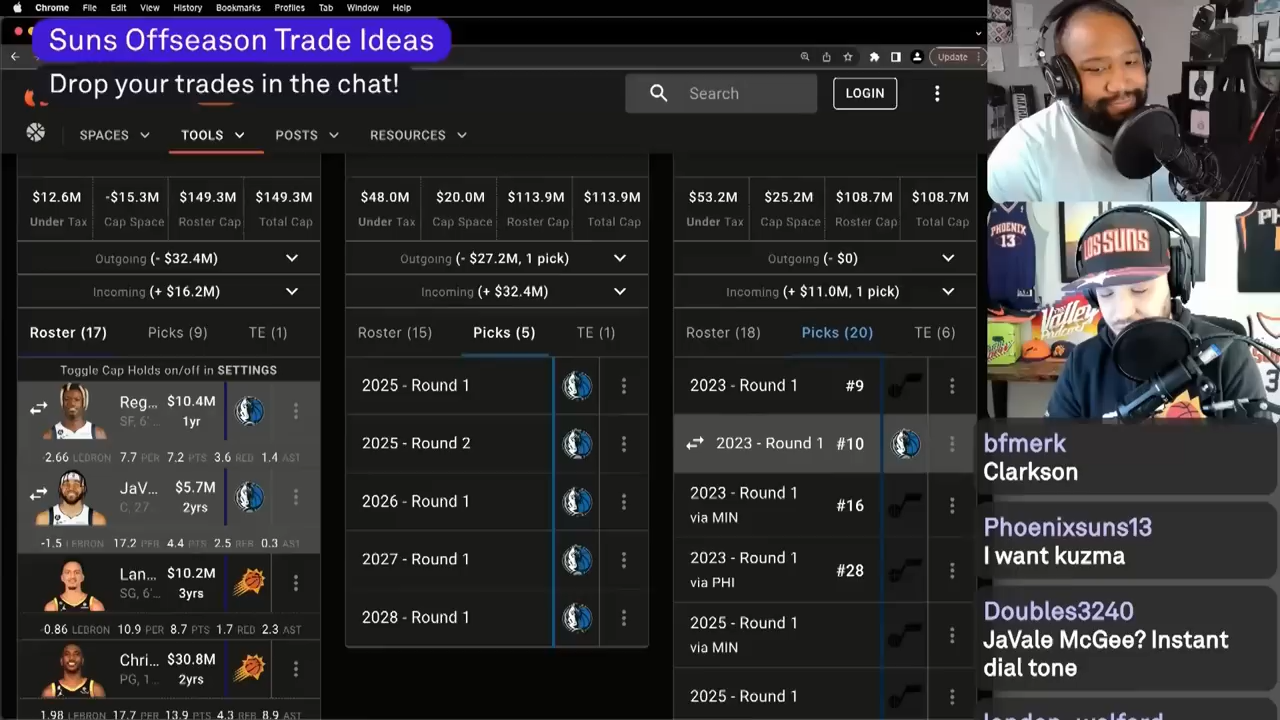 Chrome File Edit View History Bookmarks Profiles Tab Window Help
Suns Offseason Trade Ideas
Drop your trades in the chat!
Update
Search
LOGIN
SPACES TOOLS POSTS RESOURCES
$12.6M -$15.3M $149.3M $149.3M
Under Tax Cap Space Roster Cap Total Cap
Outgoing (- $32.4M)
Incoming (+ $16.2M)
Roster (17) Picks (9) TE (1)
Toggle Cap Holds on/off in SETTINGS
Reg... $10.4M
SF, 6'... 1yr
-2.66 LEBRON 7.7 PER 7.2 PTS 3.6 REB 1.4 AST
JaV... $5.7M
C, 27... 2yrs
-1.5 LEBRON 17.2 PER 4.4 PTS 2.5 REB 0.3 AST
Lan... $10.2M
SG, 6'... 3yrs
-0.86 LEBRON 10.9 PER 8.7 PTS 1.7 RED 2.3 AST
Chri... $30.8M
PG, 1... 2yrs
1.98 LEBRON 17.7 PER 13.9 PTS 4.3 REB 8.9 AST
$48.0M $20.0M $113.9M $113.9M
Under Tax Cap Space Roster Cap Total Cap
Outgoing (- $27.2M, 1 pick)
Incoming (+ $32.4M)
Roster (15) Picks (5) TE (1)
2025 - Round 1
2025 - Round 2
2026 - Round 1
2027 - Round 1
2028 - Round 1
$53.2M $25.2M $108.7M $108.7M
Under Tax Cap Space Roster Cap Total Cap
Outgoing (- $0)
Incoming (+ $11.0M, 1 pick)
Roster (18) Picks (20) TE (6)
2023 - Round 1 #9
2023 - Round 1 #10
2023 - Round 1 #16
via MIN
2023 - Round 1 #28
via PHI
2025 - Round 1
via MIN
2025 - Round 1
PHOENIX
13
LOS SUNS
Valley
bfmerk
Clarkson
Phoenixsuns13
I want kuzma
Doubles3240
JaVale McGee? Instant
dial tone